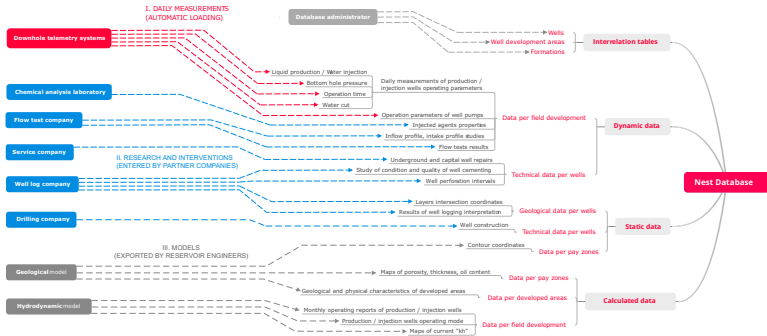 I. DAILY MEASUREMENTS
(AUTOMATIC LOADING)
Database administrator
Downhole telemetry systems
Wells
Well development areas
Formations
Interrelation tables
Liquid production / Water injection
Bottom hole pressure
Operation time
Water cut
Daily measurements of production /
injection wells operating parameters
Chemical analysis laboratory
Operation parameters of well pumps
Injected agents properties
Inflow profile, intake profile studies
Flow tests results
Data per field development
Dynamic data
Flow test company
Service company
II. RESEARCH AND INTERVENTIONS
(ENTERED BY PARTNER COMPANIES)
Underground and capital well repairs
Study of condition and quality of well cementing
Well perforation intervals
Technical data per wells
Well log company
Nest Database
Layers intersection coordinates
Results of well logging interpretation
Geological data per wells
Drilling company
Well construction
Technical data per wells
Static data
III. MODELS
(EXPORTED BY RESERVOIR ENGINEERS)
Contour coordinates
Data per pay zones
Geological model
Maps of porosity, thickness, oil content
Data per pay zones
Geological and physical characteristics of developed areas
Data per developed areas
Calculated data
Hydrodynamic model
Monthly operating reports of production / injection wells
Production / injection wells operating mode
Maps of current "kh"
Data per field development